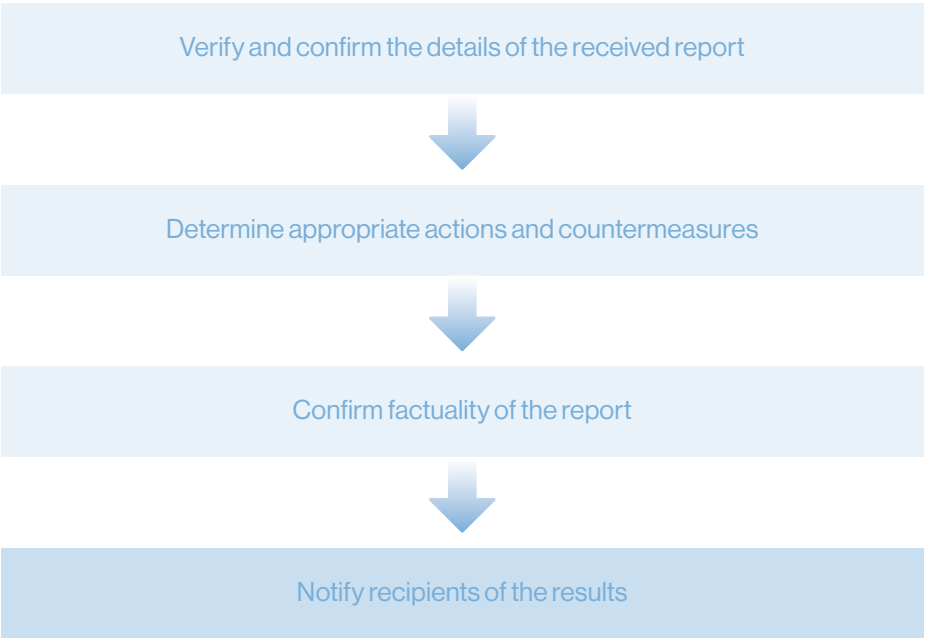 Verify and confirm the details of the received report
Determine appropriate actions and countermeasures
Confirm factuality of the report
Notify recipients of the results